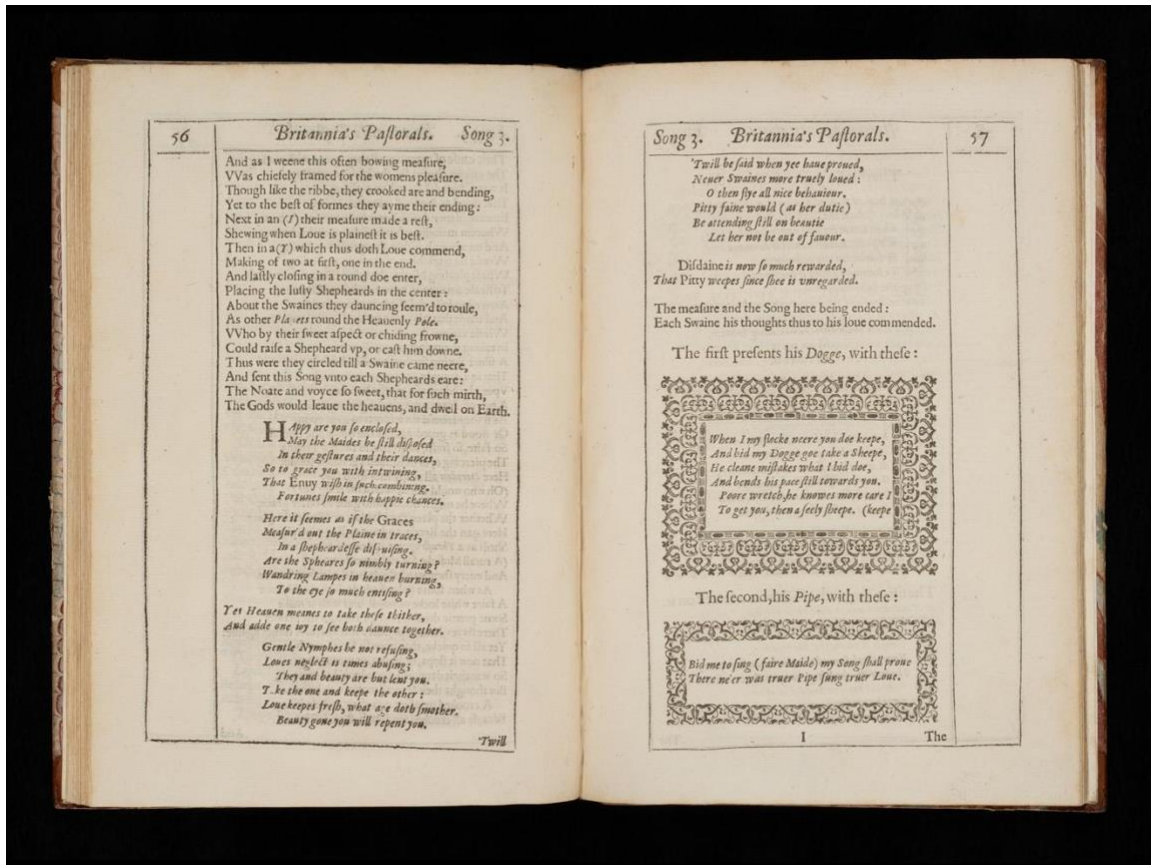 56
Britannia's Paſtorals. Song 3.
And as I weene this often bowing meaſure,
VVas chiefely framed for the womens pleaſure.
Though like the ribbe, they crooked are and bending,
Yet to the beſt of formes they ayme their ending:
Next in an (I) their meaſure made a reſt,
Shewing when Loue is plaineſt it is beſt.
Then in a (Y) which thus doth Loue commend,
Making of two at firſt, one in the end.
And laſtly cloſing in a round doe enter,
Placing the luſty Shepheards in the center:
About the Swaines they dauncing ſeem'd to roule,
As other Pla ets round the Heauenly Pole.
VVho by their ſweet aſpect or chiding frowne,
Could raiſe a Shepheard vp, or caſt him downe.
Thus were they circled till a Swaine came neere,
And ſent this Song vnto each Shepheards eare:
The Noate and voyce ſo ſweet, that for ſuch mirth,
The Gods would leaue the heauens, and dwell on Earth.
HAppy are you ſo encloſed,
May the Maides be ſtill diſpoſed
In their geſtures and their dances,
So to grace you with intwining,
That Enuy wiſh in ſuch combining,
Fortunes ſmile with happie chances.
Here it ſeemes as if the Graces
Meaſur'd out the Plaine in traces,
In a ſhepheardeſſe diſ uiſing.
Are the Spheares ſo nimbly turning?
Wandring Lampes in heauen burning,
To the eye ſo much entiſing?
Yes Heauen meanes to take theſe thither,
And adde one ioy to ſee both daunce together.
Gentle Nymphes be not refuſing,
Loues neglect is times abuſing;
They and beauty are but lent you.
T ke the one and keepe the other:
Loue keepes freſh, what age doth ſmother.
Beauty gone you will repent you.
'Twill
Song 3. Britannia's Paſtorals.
57
'Twill be ſaid when yee haue proued,
Neuer Swaines more truely loued:
O then flye all nice behauiour.
Pitty faine would (as her dutie)
Be attending ſtill on beautie
Let her not be out of fauour.
Diſdaine is now ſo much rewarded,
That Pitty weepes ſince ſhee is vnregarded.
The meaſure and the Song here being ended:
Each Swaine his thoughts thus to his loue commended.
The firſt preſents his Dogge, with theſe:
When I my flocke neere you doe keepe,
And bid my Dogge goe take a Sheepe,
He cleane miſtakes what I bid doe,
And bends his pace ſtill towards you.
Poore wretch, he knowes more care I
To get you, then a ſeely ſheepe. (keepe
The ſecond, his Pipe, with theſe:
Bid me to ſing (faire Maide) my Song ſhall proue
There ne'er was truer Pipe ſung truer Loue.
I The